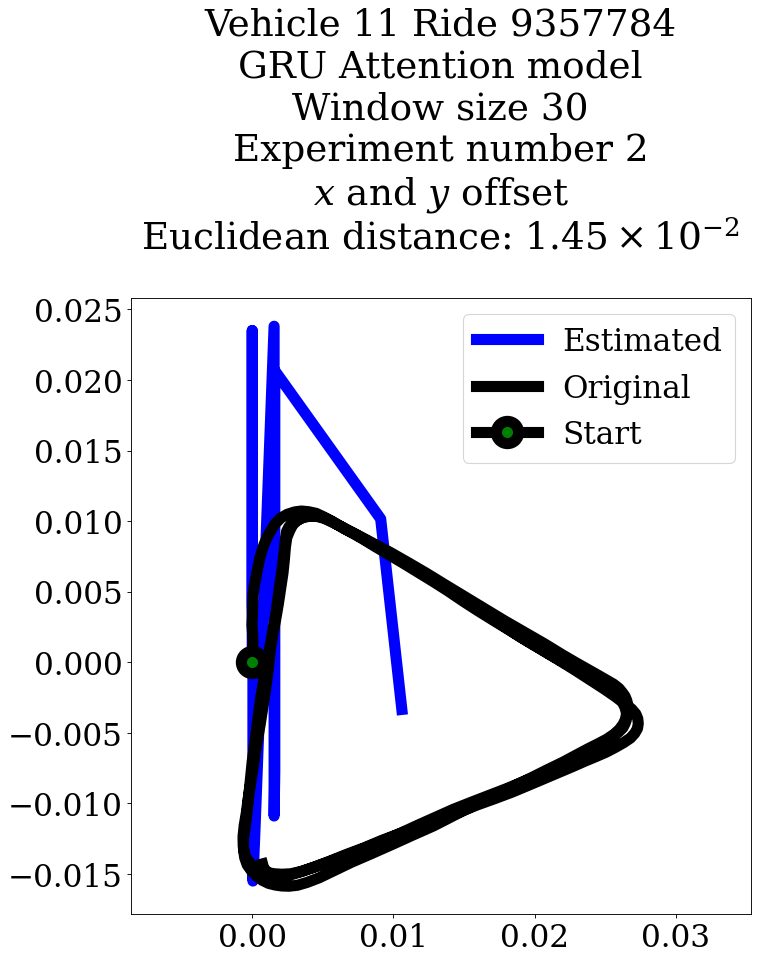 Vehicle 11 Ride 9357784
GRU Attention model
Window size 30
Experiment number 2
x and y offset
Euclidean distance: 1.45 × 10⁻²
Estimated
Original
Start
0.025
0.020
0.015
0.010
0.005
0.000
−0.005
−0.010
−0.015
0.00 0.01 0.02 0.03